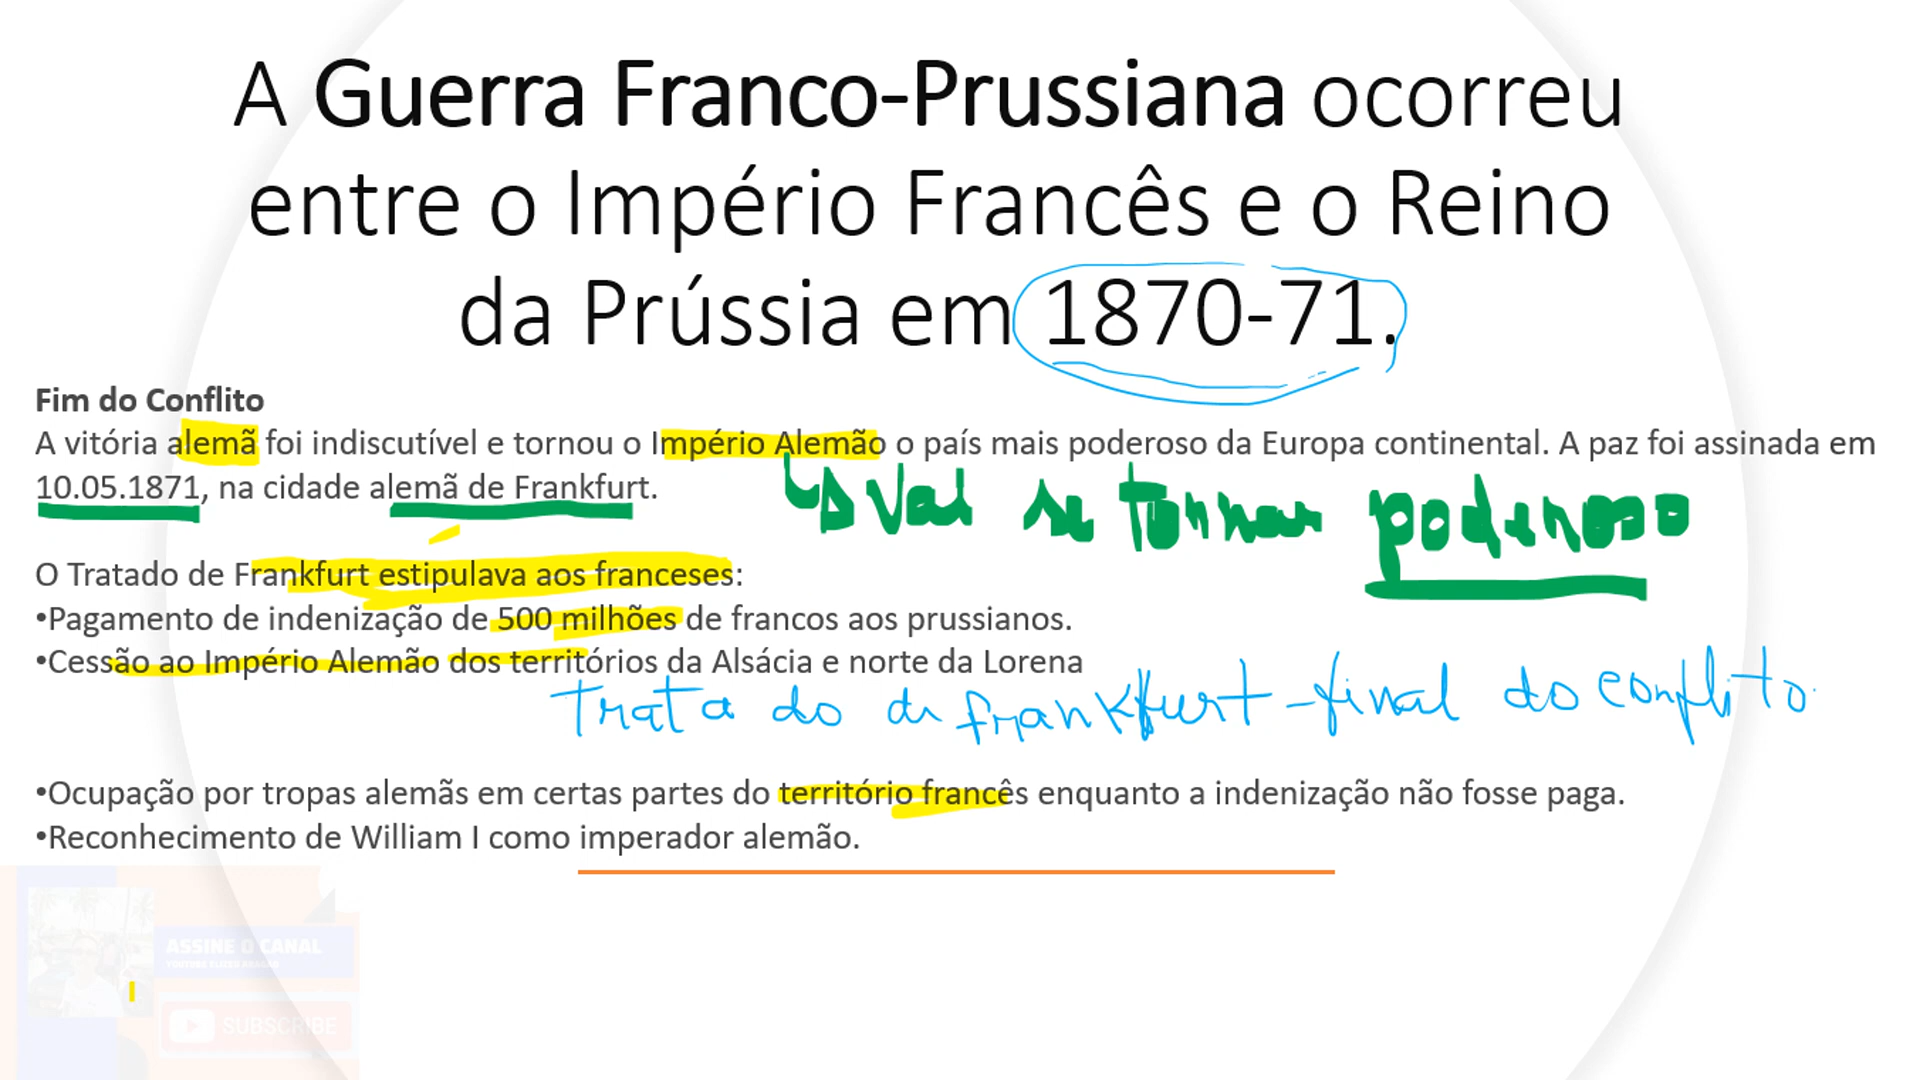 A Guerra Franco-Prussiana ocorreu
entre o Império Francês e o Reino
da Prússia em 1870-71.
Fim do Conflito
A vitória alemã foi indiscutível e tornou o Império Alemão o país mais poderoso da Europa continental. A paz foi assinada em
10.05.1871, na cidade alemã de Frankfurt.
Vai se tornar poderoso
O Tratado de Frankfurt estipulava aos franceses:
•Pagamento de indenização de 500 milhões de francos aos prussianos.
•Cessão ao Império Alemão dos territórios da Alsácia e norte da Lorena
Trata do de frankfurt - final do conflito.
•Ocupação por tropas alemãs em certas partes do território francês enquanto a indenização não fosse paga.
•Reconhecimento de William I como imperador alemão.
ASSINE O CANAL
SUBSCRIBE